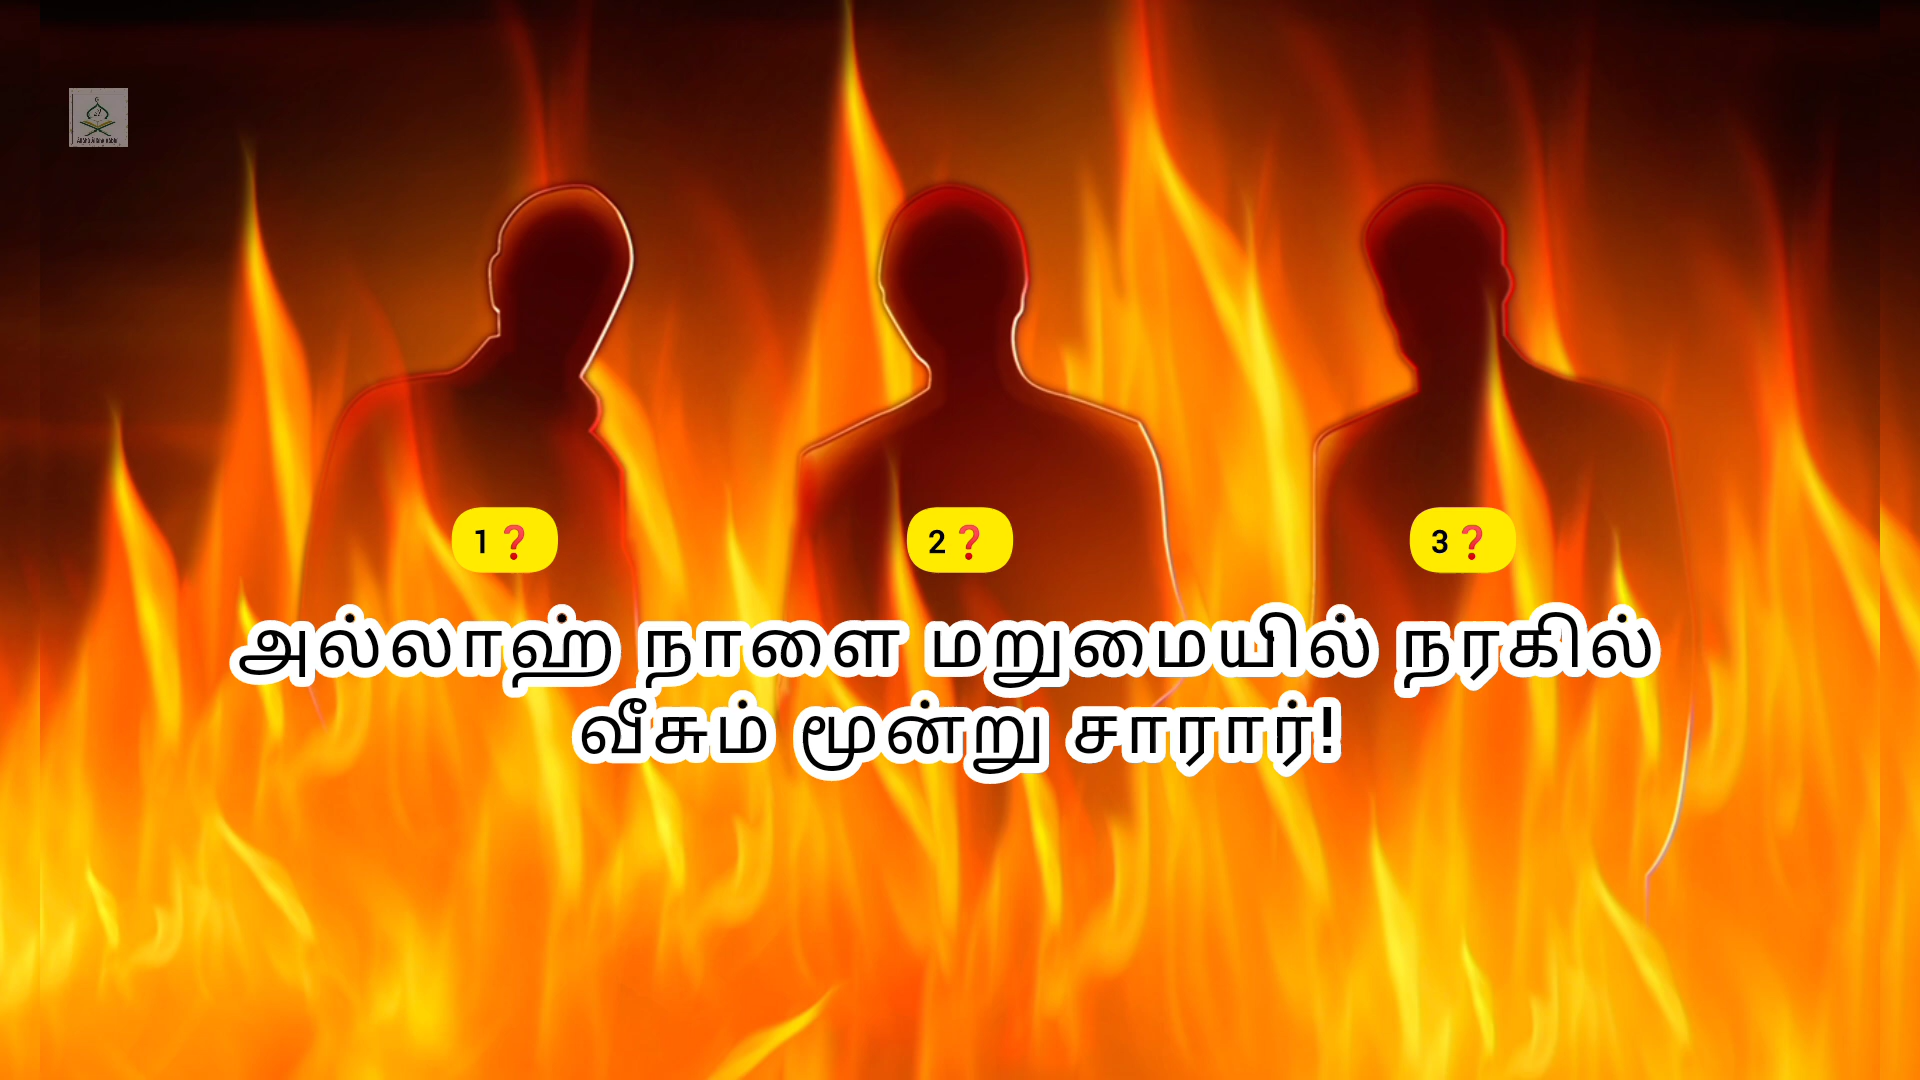 1❓
2❓
3❓
அல்லாஹ் நாளை மறுமையில் நரகில்
வீசும் மூன்று சாரார்!